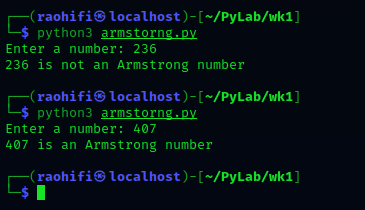 ┌──(raohifi㉿localhost)-[~/PyLab/wk1]
└─$ python3 armstorng.py
Enter a number: 236
236 is not an Armstrong number
┌──(raohifi㉿localhost)-[~/PyLab/wk1]
└─$ python3 armstorng.py
Enter a number: 407
407 is an Armstrong number
┌──(raohifi㉿localhost)-[~/PyLab/wk1]
└─$